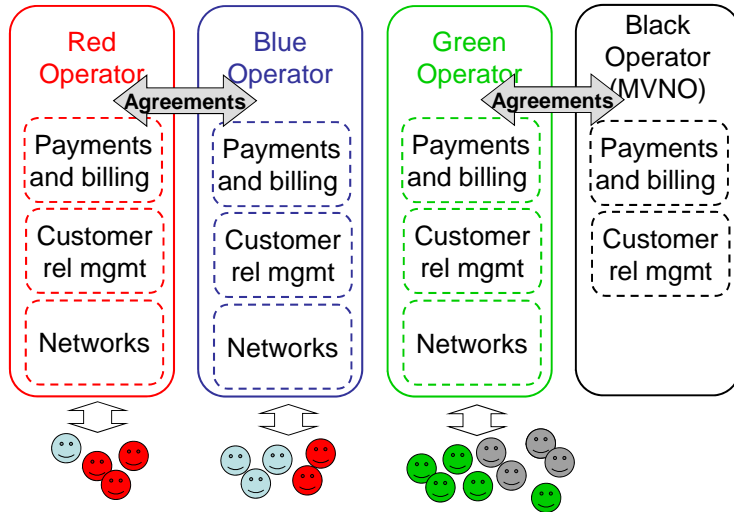 Red
Operator
Blue
Operator
Green
Operator
Black
Operator
(MVNO)
Agreements
Agreements
Payments
and billing
Payments
and billing
Payments
and billing
Payments
and billing
Customer
rel mgmt
Customer
rel mgmt
Customer
rel mgmt
Customer
rel mgmt
Networks
Networks
Networks